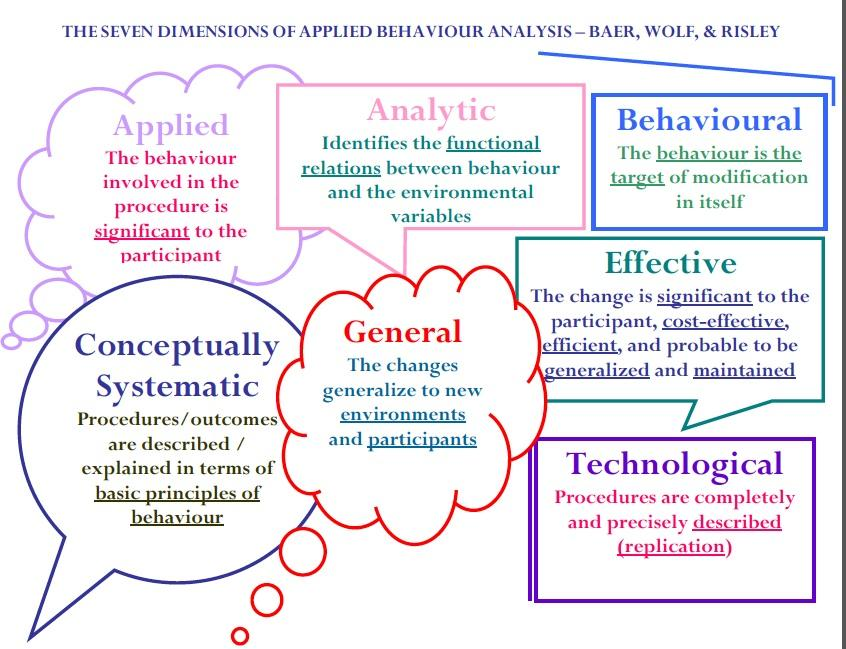 THE SEVEN DIMENSIONS OF APPLIED BEHAVIOUR ANALYSIS – BAER, WOLF, & RISLEY
Applied
The behaviour
involved in the
procedure is
significant to the
participant
Analytic
Identifies the functional
relations between behaviour
and the environmental
variables
Behavioural
The behaviour is the
target of modification
in itself
Effective
The change is significant to the
participant, cost-effective,
efficient, and probable to be
generalized and maintained
Conceptually
Systematic
Procedures/outcomes
are described /
explained in terms of
basic principles of
behaviour
General
The changes
generalize to new
environments
and participants
Technological
Procedures are completely
and precisely described
(replication)